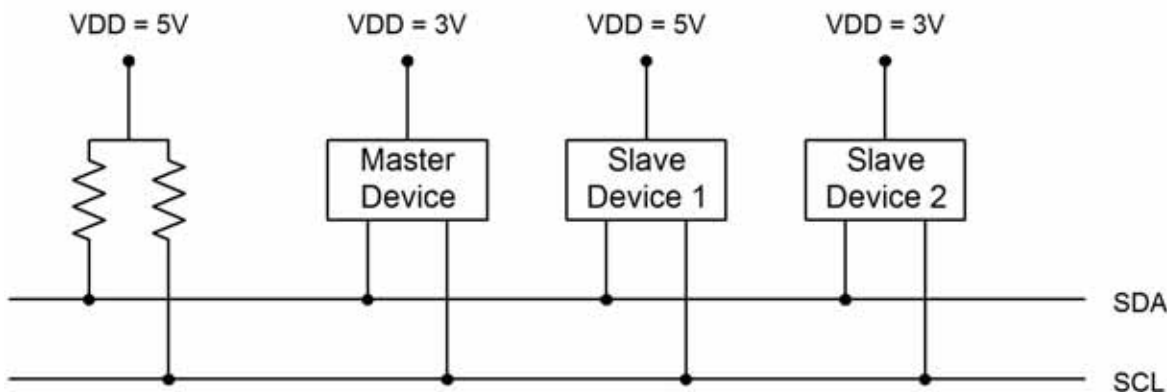 VDD = 5V
VDD = 3V
VDD = 5V
VDD = 3V
Master
Device
Slave
Device 1
Slave
Device 2
SDA
SCL